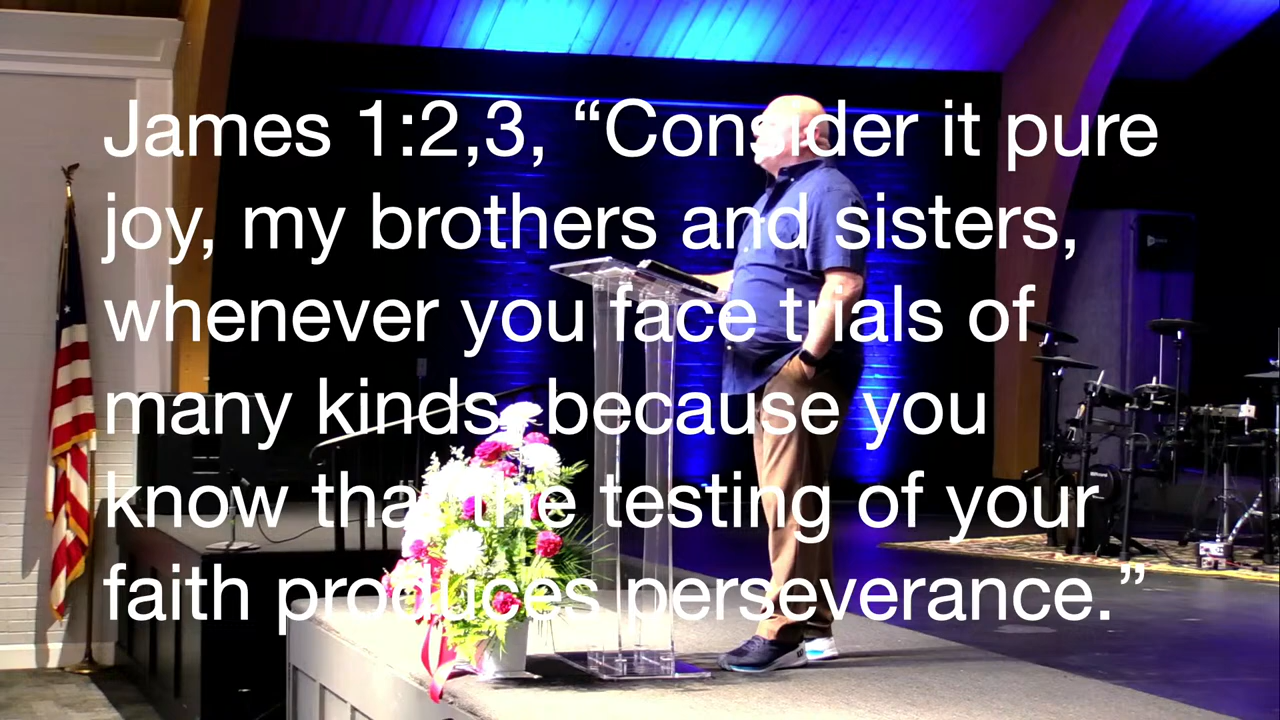 James 1:2,3, “Consider it pure
joy, my brothers and sisters,
whenever you face trials of
many kinds, because you
know that the testing of your
faith produces perseverance.”